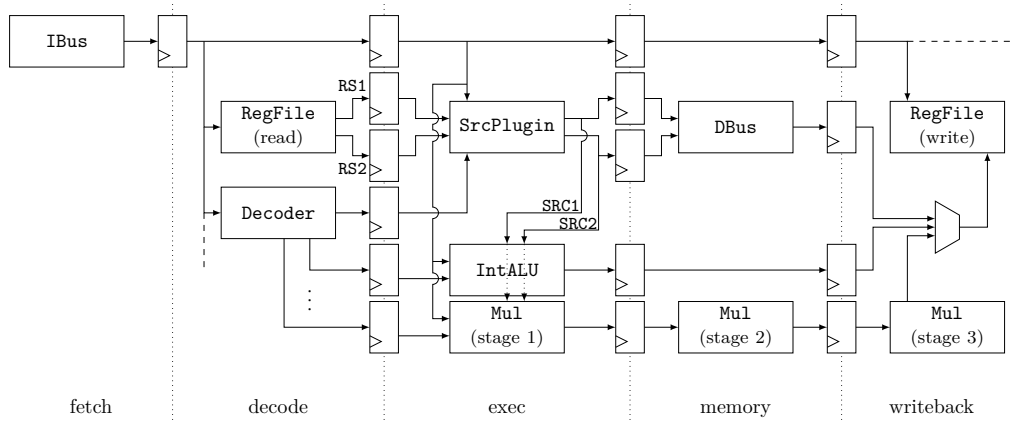 IBus
RS1
RegFile
(read)
SrcPlugin
DBus
RegFile
(write)
RS2
Decoder
SRC1
SRC2
IntALU
Mul
(stage 1)
Mul
(stage 2)
Mul
(stage 3)
fetch
decode
exec
memory
writeback